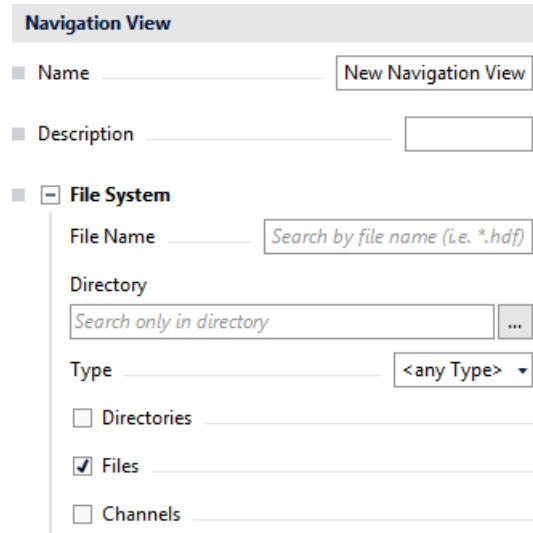 Navigation View
Name New Navigation View
Description
File System
File Name Search by file name (i.e. *.hdf)
Directory
Search only in directory ...
Type <any Type>
Directories
Files
Channels